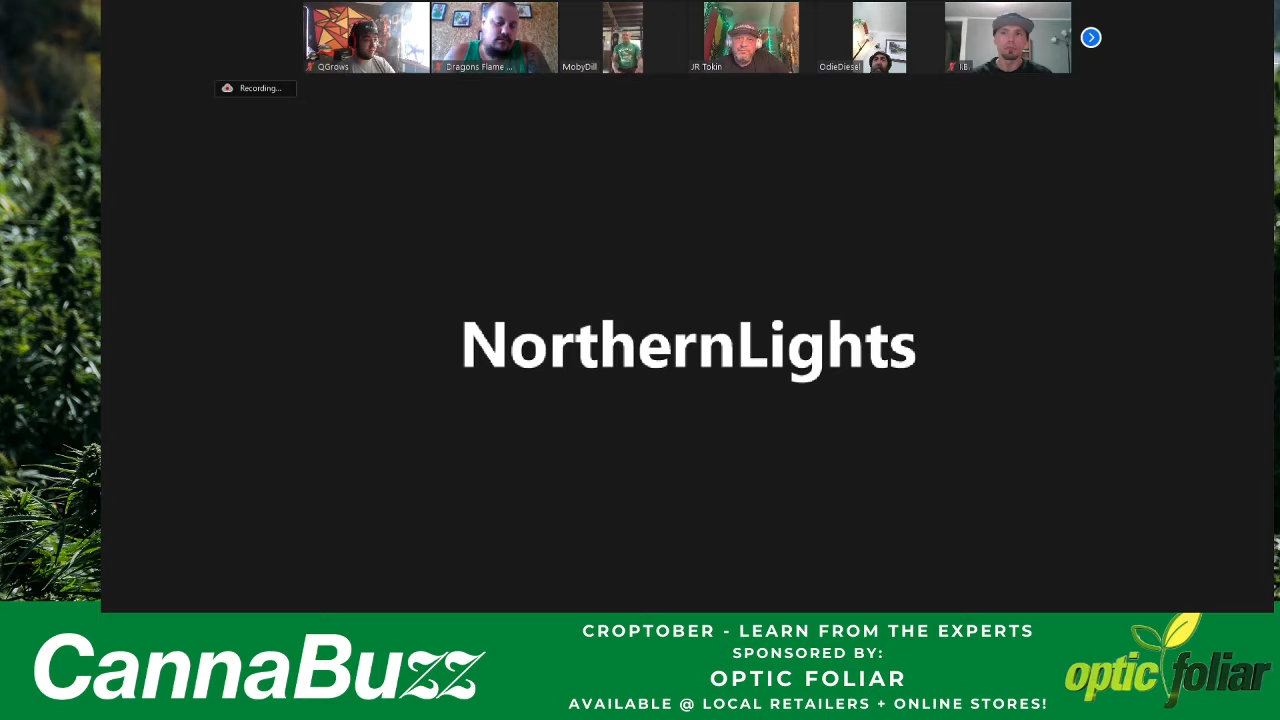 QGrows
Dragons Flame ...
MobyDill
JR Tokin
OdieDiesel
I.B.
Recording...
NorthernLights
CannaBuzz
CROPTOBER - LEARN FROM THE EXPERTS
SPONSORED BY:
OPTIC FOLIAR
AVAILABLE @ LOCAL RETAILERS + ONLINE STORES!
optic foliar